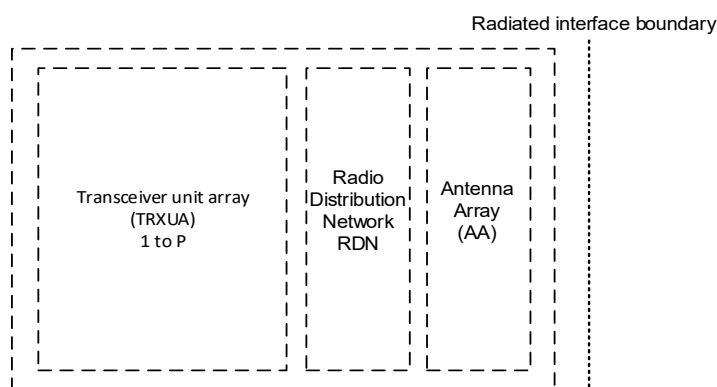 Radiated interface boundary
Transceiver unit array
(TRXUA)
1 to P
Radio
Distribution
Network
RDN
Antenna
Array
(AA)